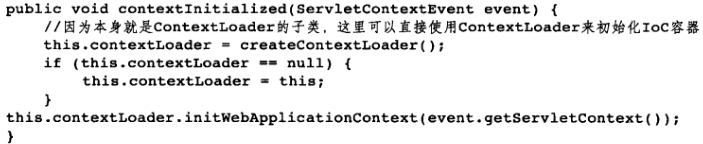 public void contextInitialized(ServletContextEvent event) {
    //因为本身就是ContextLoader的子类，这里可以直接使用ContextLoader来初始化IoC容器
    this.contextLoader = createContextLoader();
    if (this.contextLoader == null) {
        this.contextLoader = this;
    }
this.contextLoader.initWebApplicationContext(event.getServletContext());
}